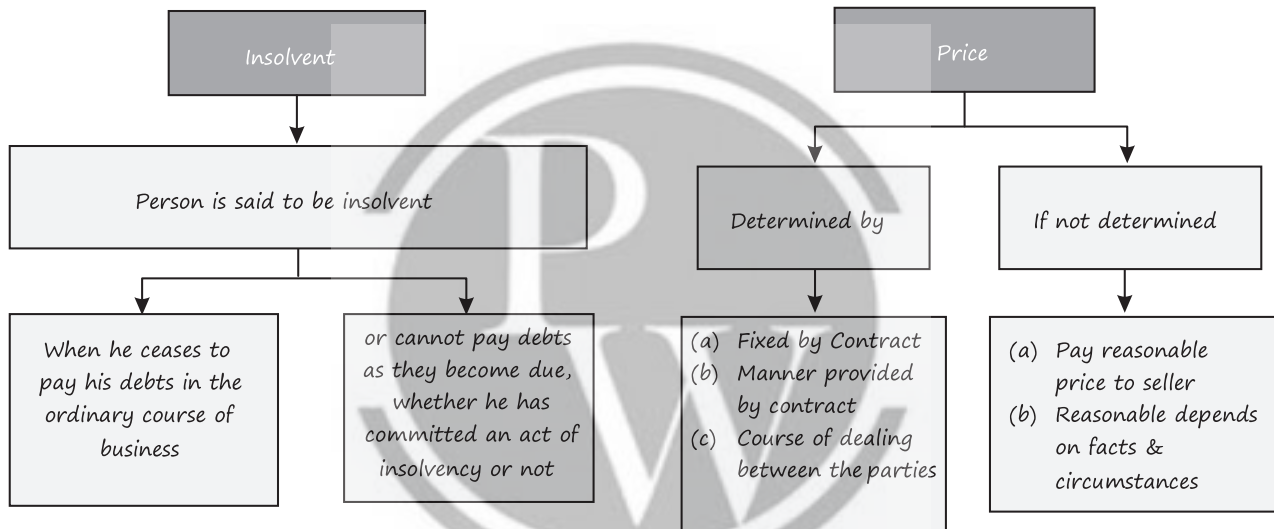 Insolvent
Person is said to be insolvent
When he ceases to
pay his debts in the
ordinary course of
business
or cannot pay debts
as they become due,
whether he has
committed an act of
insolvency or not
Price
Determined by
(a) Fixed by Contract
(b) Manner provided
by contract
(c) Course of dealing
between the parties
If not determined
(a) Pay reasonable
price to seller
(b) Reasonable depends
on facts &
circumstances
PW